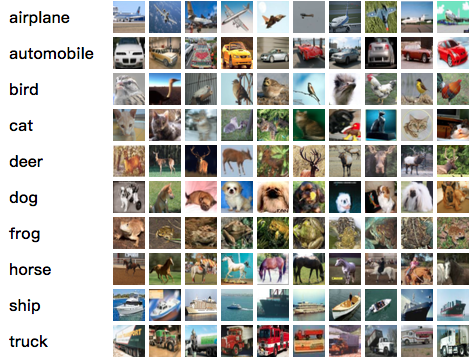 airplane
automobile
bird
cat
deer
dog
frog
horse
ship
truck